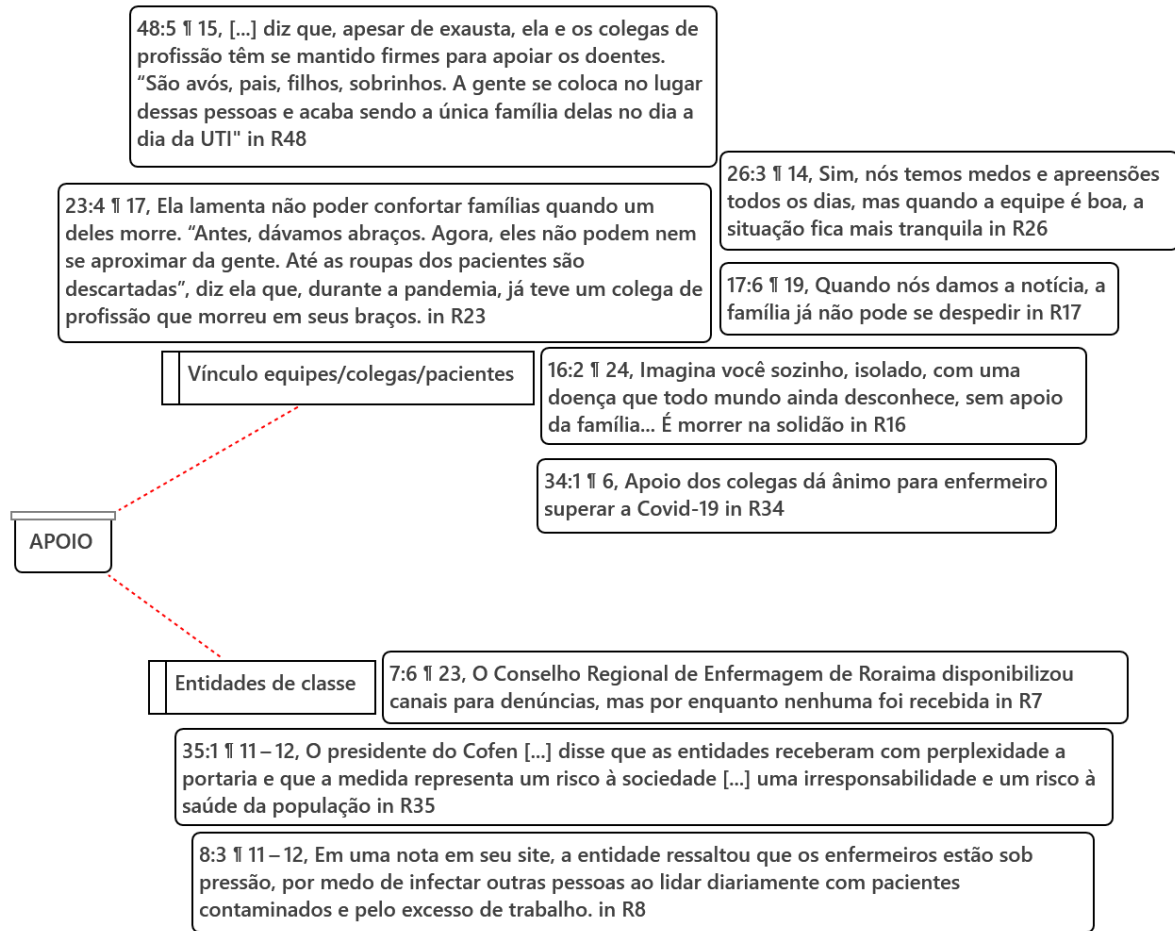 48:5 ¶ 15, [...] diz que, apesar de exausta, ela e os colegas de
profissão têm se mantido firmes para apoiar os doentes.
“São avós, pais, filhos, sobrinhos. A gente se coloca no lugar
dessas pessoas e acaba sendo a única família delas no dia a
dia da UTI" in R48
26:3 ¶ 14, Sim, nós temos medos e apreensões
todos os dias, mas quando a equipe é boa, a
situação fica mais tranquila in R26
23:4 ¶ 17, Ela lamenta não poder confortar famílias quando um
deles morre. “Antes, dávamos abraços. Agora, eles não podem nem
se aproximar da gente. Até as roupas dos pacientes são
descartadas”, diz ela que, durante a pandemia, já teve um colega de
profissão que morreu em seus braços. in R23
17:6 ¶ 19, Quando nós damos a notícia, a
família já não pode se despedir in R17
Vínculo equipes/colegas/pacientes
16:2 ¶ 24, Imagina você sozinho, isolado, com uma
doença que todo mundo ainda desconhece, sem apoio
da família... É morrer na solidão in R16
34:1 ¶ 6, Apoio dos colegas dá ânimo para enfermeiro
superar a Covid-19 in R34
APOIO
Entidades de classe
7:6 ¶ 23, O Conselho Regional de Enfermagem de Roraima disponibilizou
canais para denúncias, mas por enquanto nenhuma foi recebida in R7
35:1 ¶ 11 – 12, O presidente do Cofen [...] disse que as entidades receberam com perplexidade a
portaria e que a medida representa um risco à sociedade [...] uma irresponsabilidade e um risco à
saúde da população in R35
8:3 ¶ 11 – 12, Em uma nota em seu site, a entidade ressaltou que os enfermeiros estão sob
pressão, por medo de infectar outras pessoas ao lidar diariamente com pacientes
contaminados e pelo excesso de trabalho. in R8